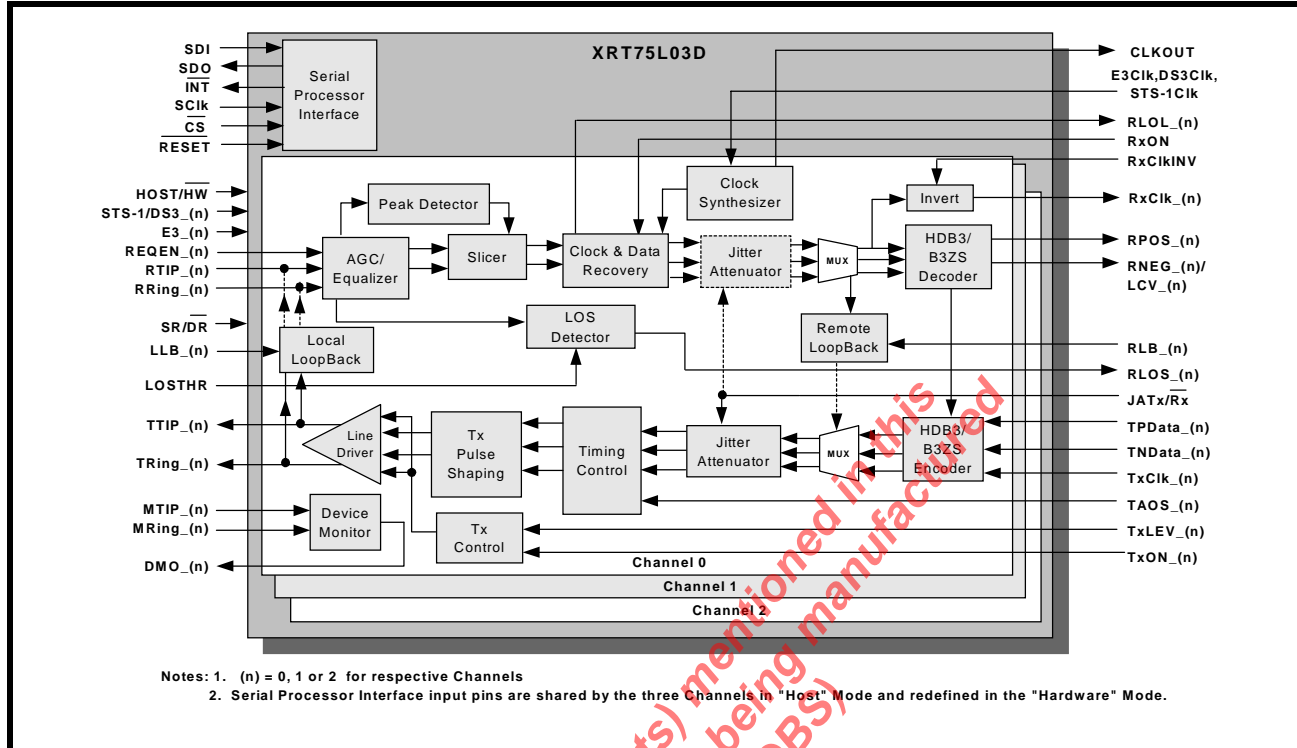 XRT75L03D
SDI
SDO
INT
SClk
CS
RESET
Serial
Processor
Interface
CLKOUT
E3Clk,DS3Clk,
STS-1Clk
RLOL_(n)
RxON
RxClkINV
HOST/HW
STS-1/DS3_(n)
E3_(n)
REQEN_(n)
RTIP_(n)
RRing_(n)
SR/DR
LLB_(n)
LOSTHR
TTIP_(n)
TRing_(n)
MTIP_(n)
MRing_(n)
DMO_(n)
Peak Detector
AGC/
Equalizer
Slicer
Clock & Data
Recovery
Clock
Synthesizer
Jitter
Attenuator
MUX
Invert
HDB3/
B3ZS
Decoder
LOS
Detector
Remote
LoopBack
Local
LoopBack
Line
Driver
Tx
Pulse
Shaping
Timing
Control
Jitter
Attenuator
MUX
HDB3/
B3ZS
Encoder
Device
Monitor
Tx
Control
Channel 0
Channel 1
Channel 2
RxClk_(n)
RPOS_(n)
RNEG_(n)/
LCV_(n)
RLB_(n)
RLOS_(n)
JATx/Rx
TPData_(n)
TNData_(n)
TxClk_(n)
TAOS_(n)
TxLEV_(n)
TxON_(n)
Notes: 1. (n) = 0, 1 or 2 for respective Channels
2. Serial Processor Interface input pins are shared by the three Channels in "Host" Mode and redefined in the "Hardware" Mode.
mentioned in this
being manufactured